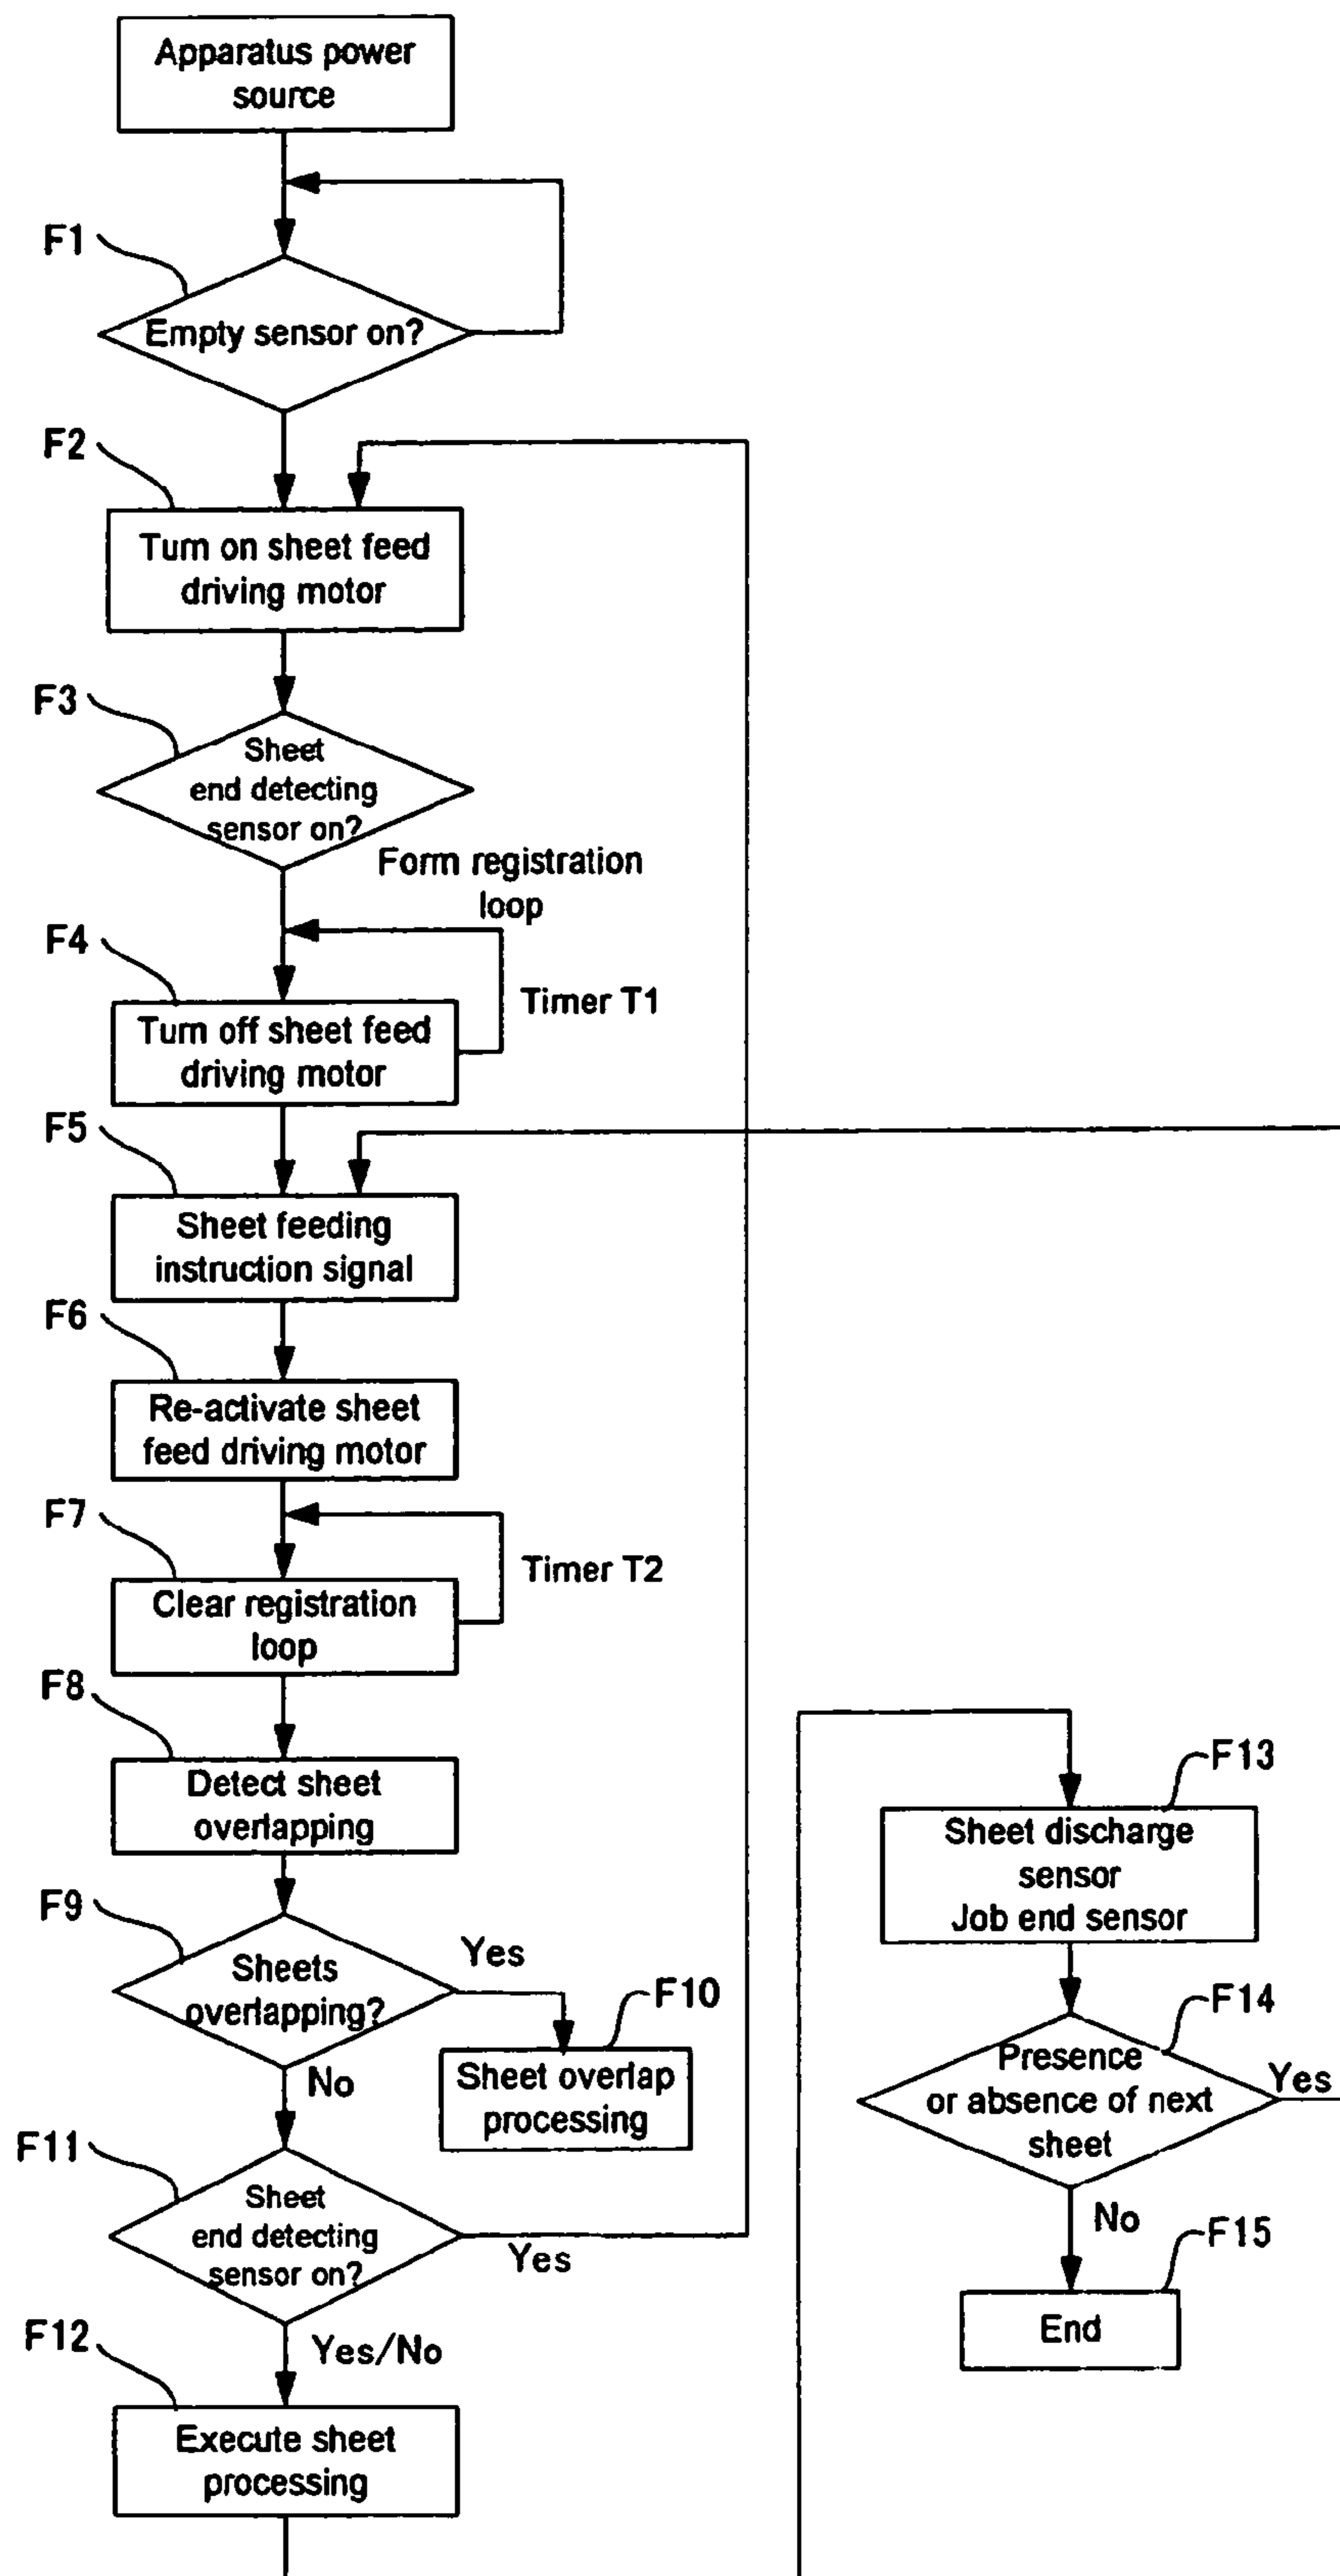 Apparatus power
source
F1
Empty sensor on?
F2
Turn on sheet feed
driving motor
F3
Sheet
end detecting
sensor on?
Form registration
loop
F4
Timer T1
Turn off sheet feed
driving motor
F5
Sheet feeding
instruction signal
F6
Re-activate sheet
feed driving motor
F7
Timer T2
Clear registration
loop
F8
Detect sheet
overlapping
F9
Sheets
overlapping?
Yes
F10
No
Sheet overlap
processing
F11
Sheet
end detecting
sensor on?
Yes
F12
Yes/No
Execute sheet
processing
F13
Sheet discharge
sensor
Job end sensor
F14
Presence
or absence of next
sheet
Yes
No
F15
End